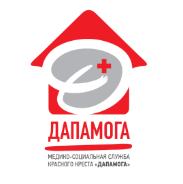 ДАПАМОГА
МЕДИКО-СОЦИАЛЬНАЯ СЛУЖБА
КРАСНОГО КРЕСТА «ДАПАМОГА»